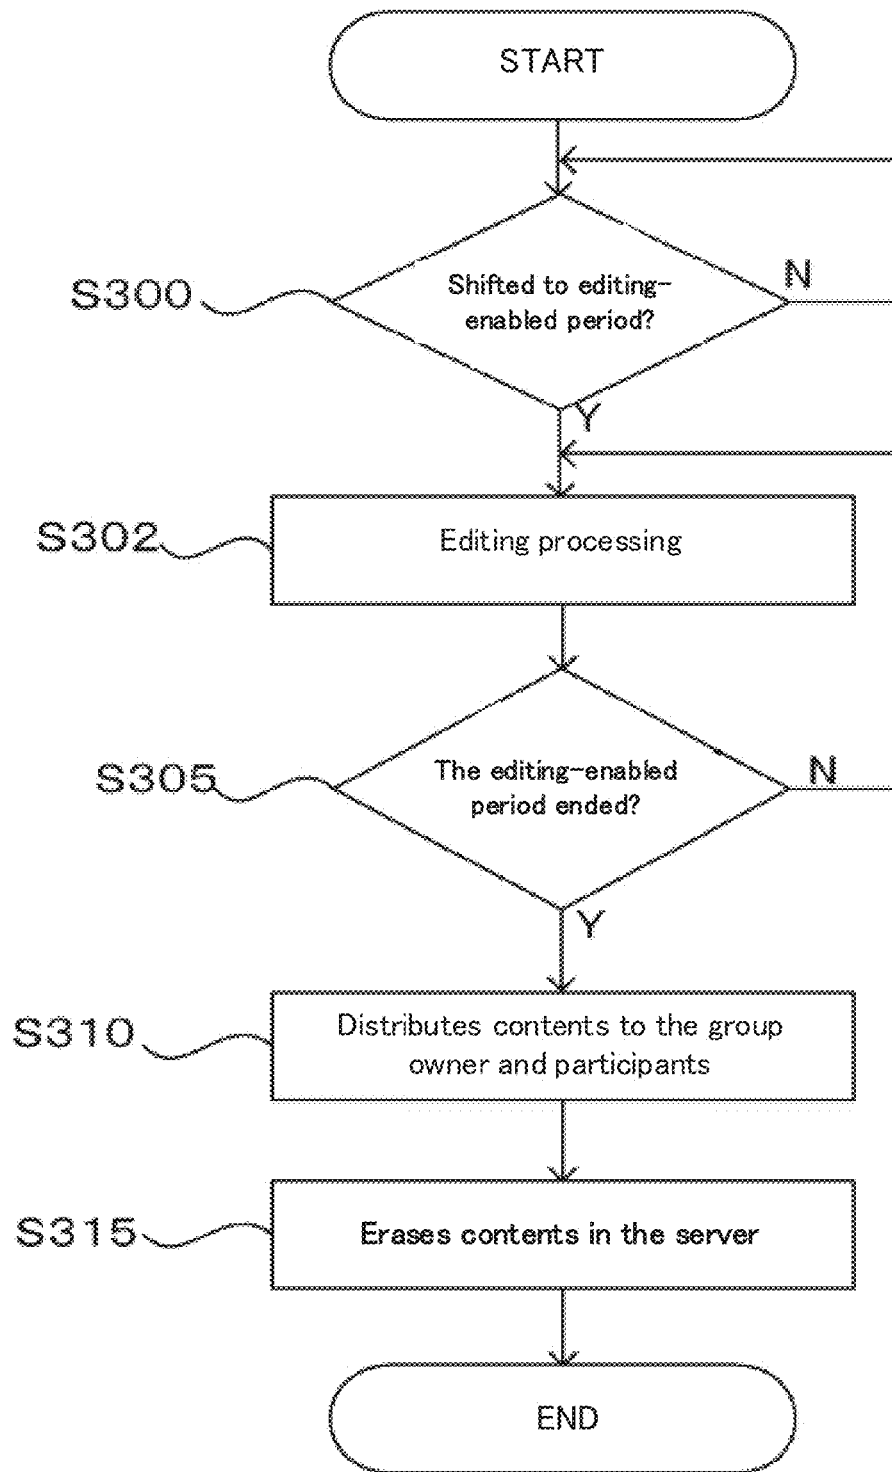 START
S300
Shifted to editing-
enabled period?
N
Y
S302
Editing processing
S305
The editing-enabled
period ended?
N
Y
S310
Distributes contents to the group
owner and participants
S315
Erases contents in the server
END